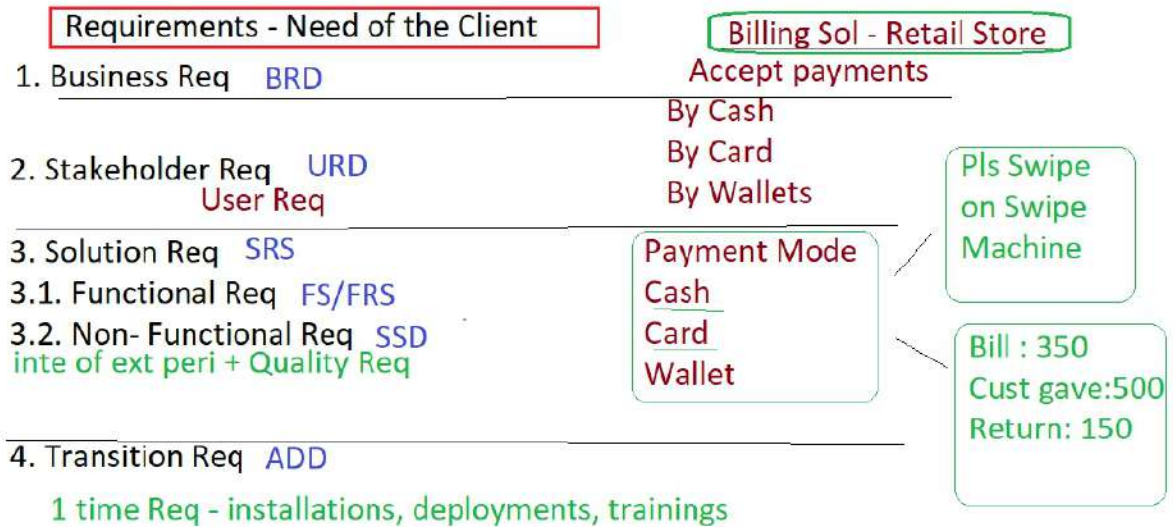 Requirements - Need of the Client
Billing Sol - Retail Store
1. Business Req BRD
Accept payments
By Cash
By Card
By Wallets
2. Stakeholder Req URD
User Req
Pls Swipe
on Swipe
Machine
3. Solution Req SRS
3.1. Functional Req FS/FRS
3.2. Non- Functional Req SSD
inte of ext peri + Quality Req
Payment Mode
Cash
Card
Wallet
Bill : 350
Cust gave:500
Return: 150
4. Transition Req ADD
1 time Req - installations, deployments, trainings